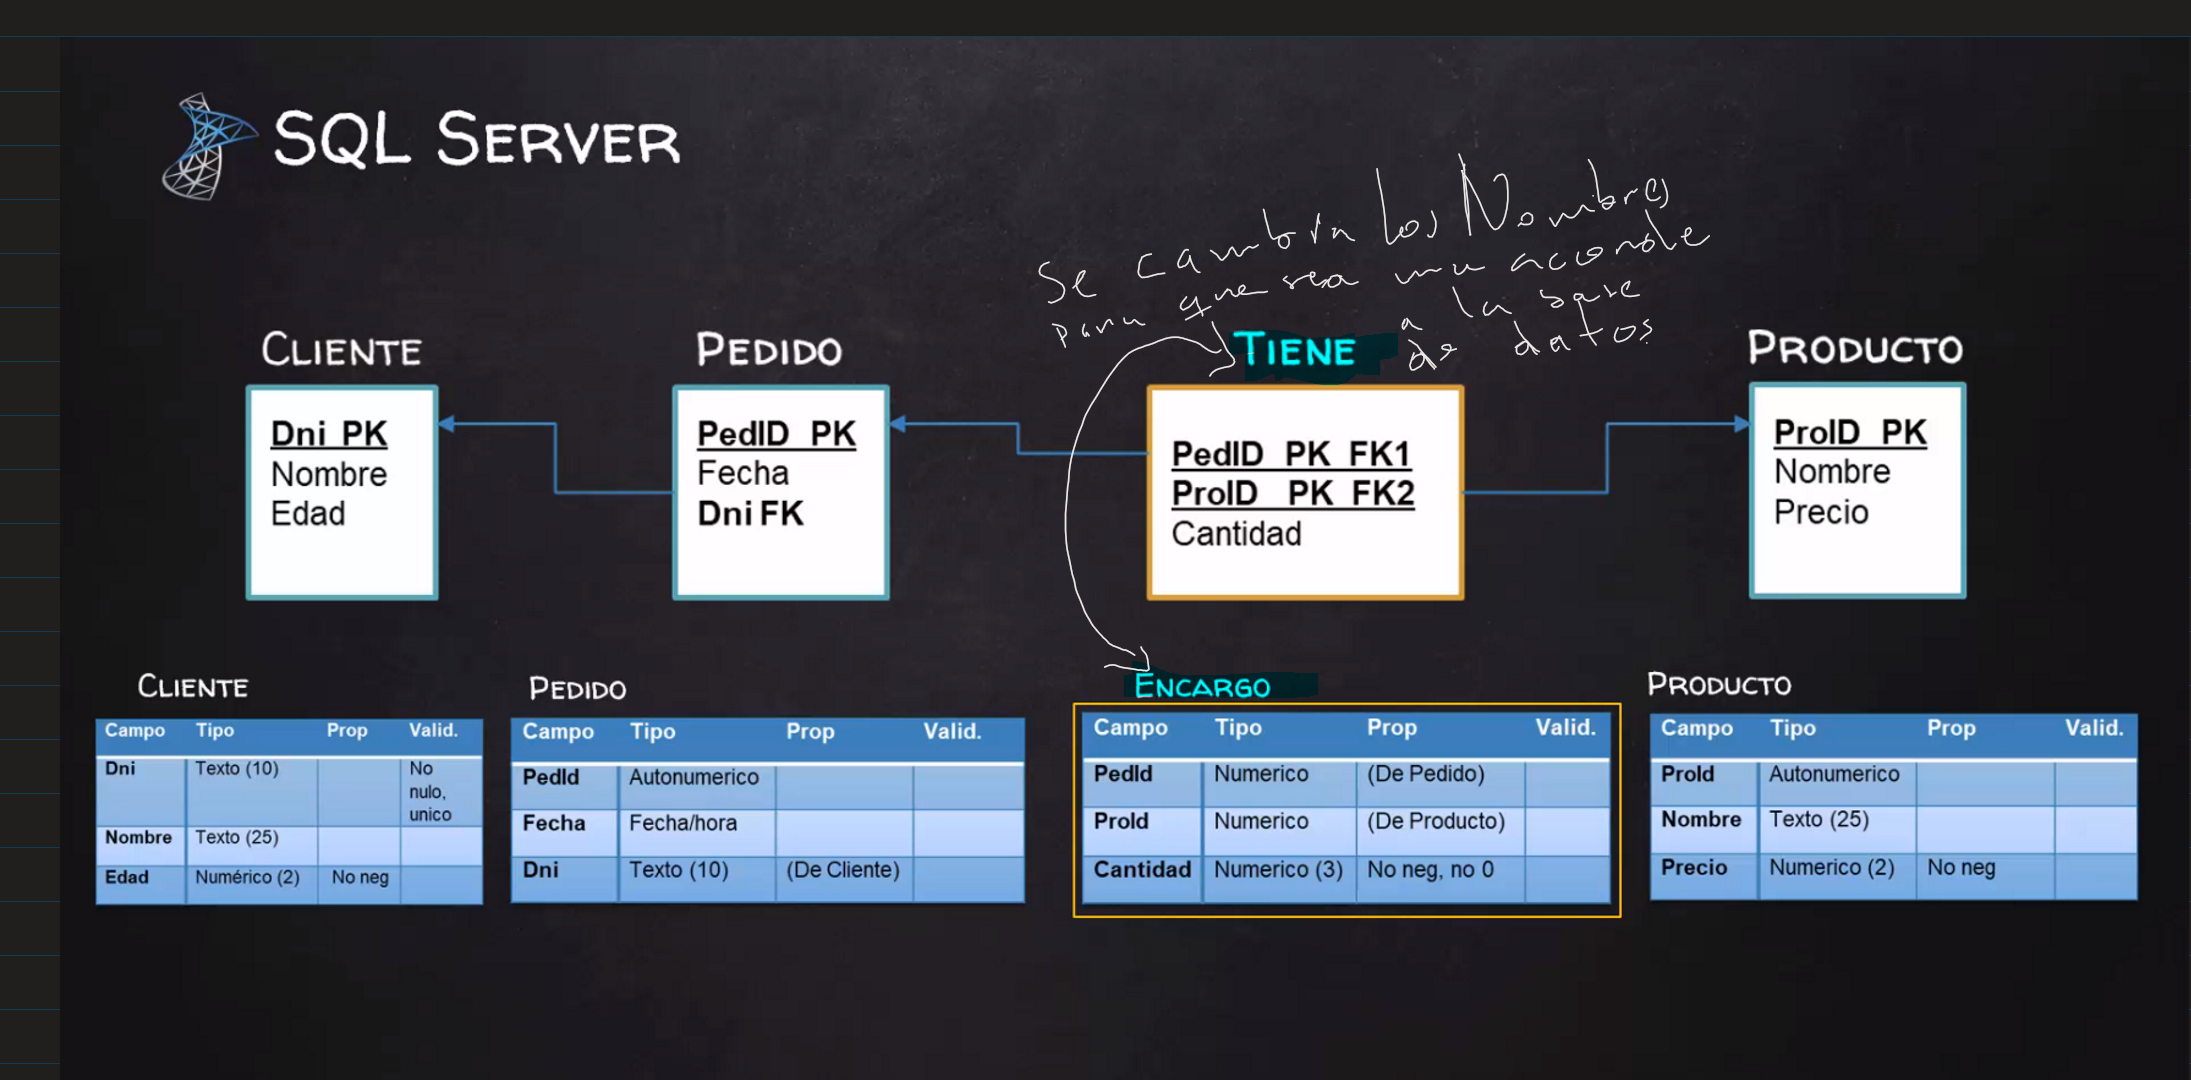 SQL SERVER
Se cambia los Nombres
para que sea mu acorde
a la base
de datos
CLIENTE
Dni PK
Nombre
Edad
PEDIDO
PedID PK
Fecha
Dni FK
TIENE
PedID PK FK1
ProID PK FK2
Cantidad
PRODUCTO
ProID PK
Nombre
Precio
CLIENTE
Campo Tipo Prop Valid.
Dni Texto (10) No
nulo,
unico
Nombre Texto (25)
Edad Numérico (2) No neg
PEDIDO
Campo Tipo Prop Valid.
PedId Autonumerico
Fecha Fecha/hora
Dni Texto (10) (De Cliente)
ENCARGO
Campo Tipo Prop Valid.
PedId Numerico (De Pedido)
ProId Numerico (De Producto)
Cantidad Numerico (3) No neg, no 0
PRODUCTO
Campo Tipo Prop Valid.
ProId Autonumerico
Nombre Texto (25)
Precio Numerico (2) No neg